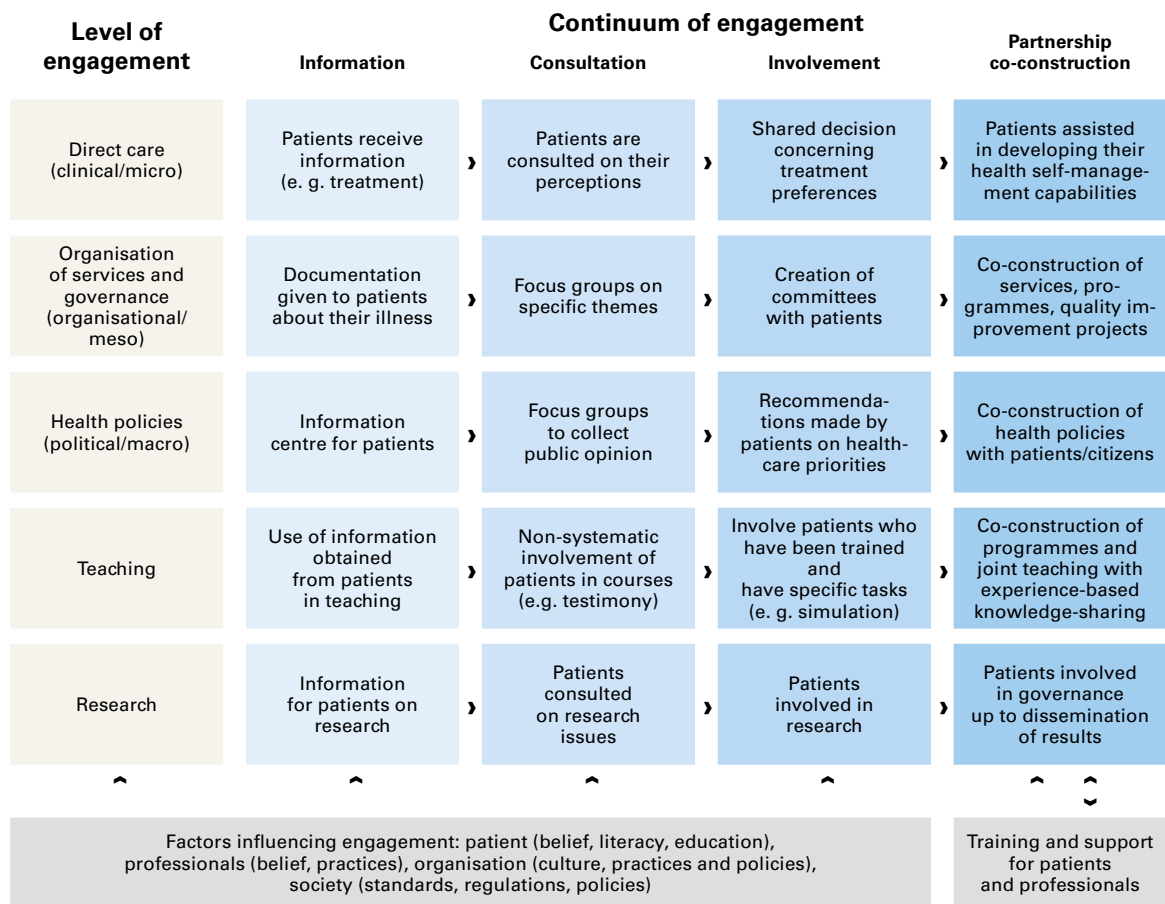 Level of
engagement
Continuum of engagement
Information
Consultation
Involvement
Partnership
co-construction
Direct care
(clinical/micro)
Patients receive
information
(e. g. treatment)
Patients are
consulted on their
perceptions
Shared decision
concerning
treatment
preferences
Patients assisted
in developing their
health self-manage-
ment capabilities
Organisation
of services and
governance
(organisational/
meso)
Documentation
given to patients
about their illness
Focus groups on
specific themes
Creation of
committees
with patients
Co-construction of
services, pro-
grammes, quality im-
provement projects
Health policies
(political/macro)
Information
centre for patients
Focus groups
to collect
public opinion
Recommenda-
tions made by
patients on health-
care priorities
Co-construction of
health policies
with patients/citizens
Teaching
Use of information
obtained
from patients
in teaching
Non-systematic
involvement of
patients in courses
(e.g. testimony)
Involve patients who
have been trained
and
have specific tasks
(e. g. simulation)
Co-construction of
programmes and
joint teaching with
experience-based
knowledge-sharing
Research
Information
for patients on
research
Patients
consulted
on research
issues
Patients
involved in
research
Patients involved
in governance
up to dissemination
of results
Factors influencing engagement: patient (belief, literacy, education),
professionals (belief, practices), organisation (culture, practices and policies),
society (standards, regulations, policies)
Training and support
for patients
and professionals